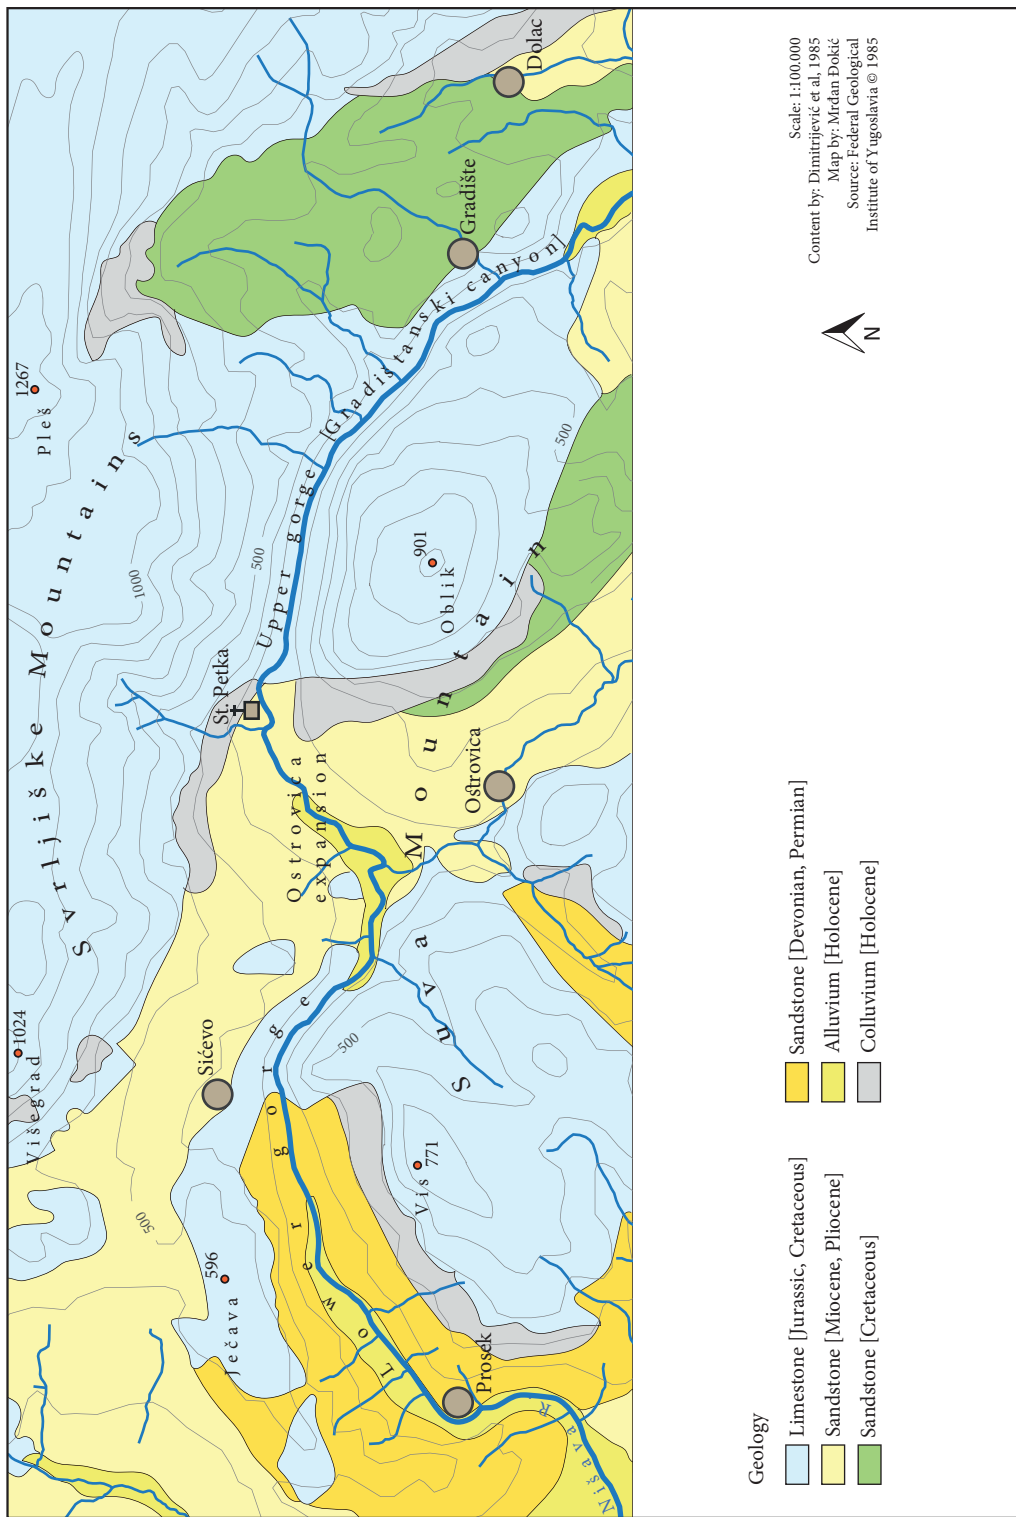 Svrljiške Mountains
Višegrad
1024
Pleš
1267
1000
500
500
Ječava
596
Sićevo
St. Petka
Ostrovica
expansion
Upper gorge [Gradištanski canyon]
Gradište
Dolac
Lower gorge
500
Vis
771
Suva Mountain
Oblik
901
500
Prosek
Ostrovica
Nišava R
Geology
Limestone [Jurassic, Cretaceous]
Sandstone [Miocene, Pliocene]
Sandstone [Cretaceous]
Sandstone [Devonian, Permian]
Alluvium [Holocene]
Colluvium [Holocene]
N
Scale: 1:100.000
Content by: Dimitrijević et al, 1985
Map by: Mrđan Đokić
Source: Federal Geological
Institute of Yugoslavia © 1985